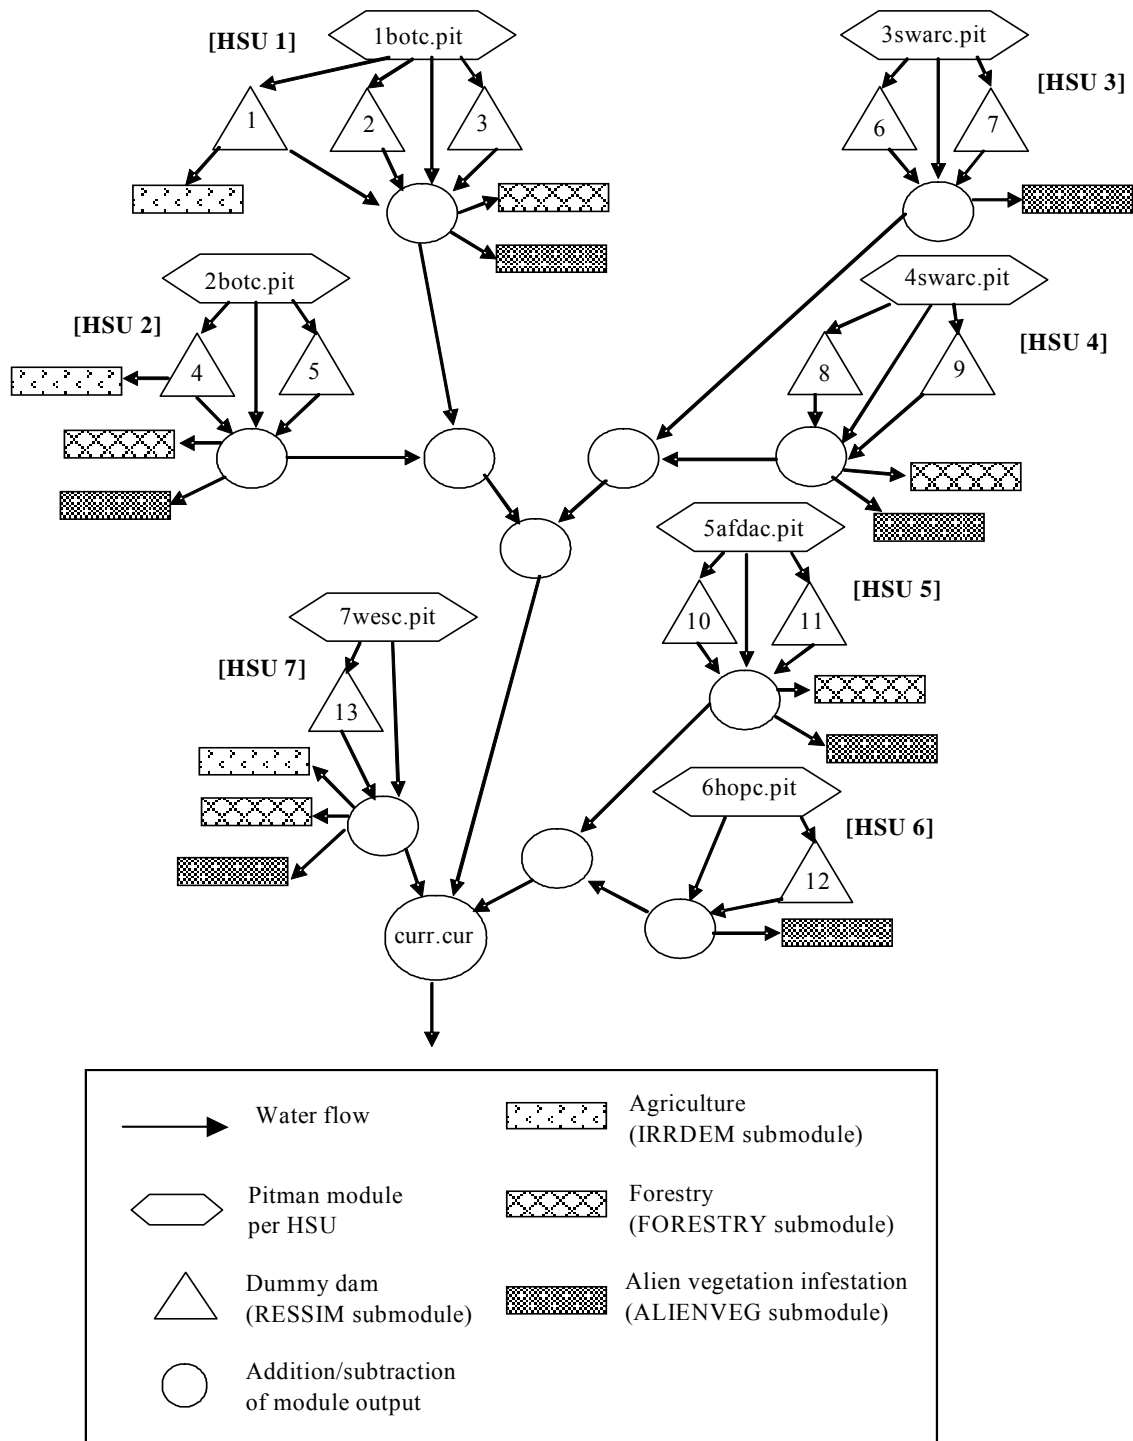 [HSU 1]
1botc.pit
3swarc.pit
[HSU 3]
1
2
3
6
7
2botc.pit
4swarc.pit
[HSU 2]
[HSU 4]
4
5
8
9
5afdac.pit
[HSU 5]
7wesc.pit
10
11
[HSU 7]
13
6hopc.pit
[HSU 6]
12
curr.cur
Water flow
Agriculture
(IRRDEM submodule)
Pitman module
per HSU
Forestry
(FORESTRY submodule)
Dummy dam
(RESSIM submodule)
Alien vegetation infestation
(ALIENVEG submodule)
Addition/subtraction
of module output